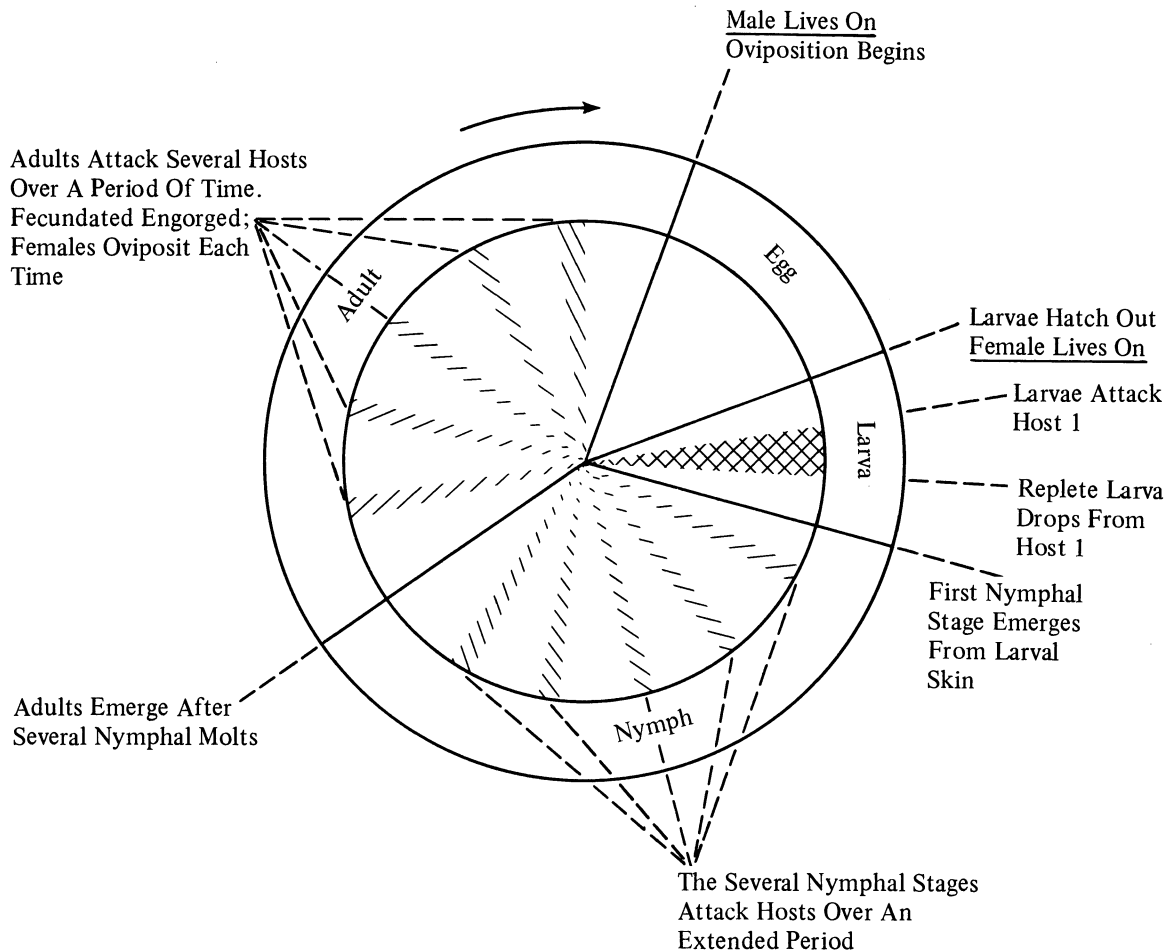 Male Lives On
Oviposition Begins
Adults Attack Several Hosts
Over A Period Of Time.
Fecundated Engorged;
Females Oviposit Each
Time
Adult
Egg
Larvae Hatch Out
Female Lives On
Larvae Attack
Host 1
Larva
Replete Larva
Drops From
Host 1
First Nymphal
Stage Emerges
From Larval
Skin
Adults Emerge After
Several Nymphal Molts
Nymph
The Several Nymphal Stages
Attack Hosts Over An
Extended Period